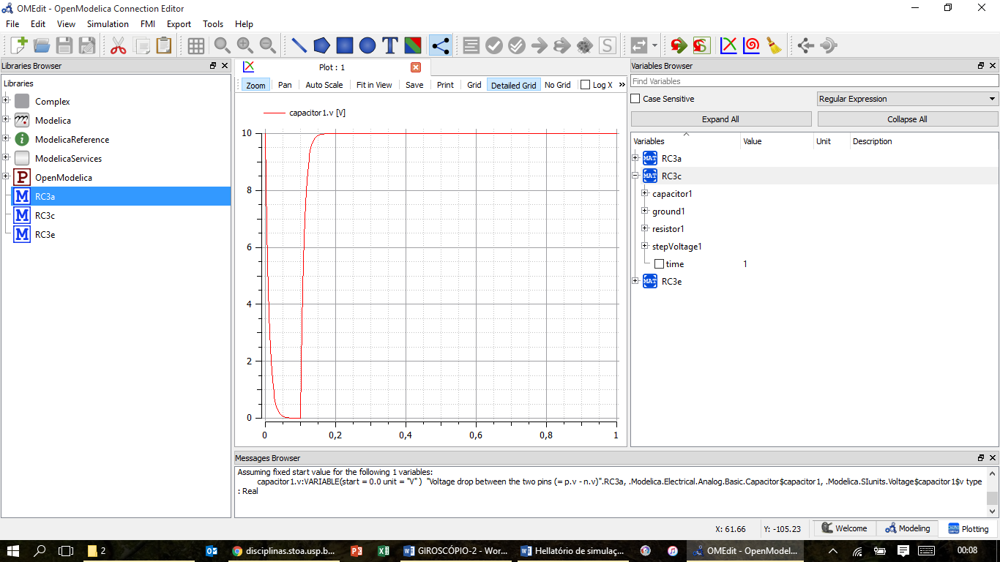 OMEdit - OpenModelica Connection Editor
File Edit View Simulation FMI Export Tools Help
Libraries Browser
Libraries
Complex
Modelica
ModelicaReference
ModelicaServices
P OpenModelica
M RC3a
M RC3c
M RC3e
Plot : 1
Zoom Pan Auto Scale Fit in View Save Print Grid Detailed Grid No Grid Log X »
capacitor1.v [V]
10
8
6
4
2
0
0 0,2 0,4 0,6 0,8 1
Variables Browser
Find Variables
Case Sensitive Regular Expression
Expand All Collapse All
Variables Value Unit Description
MAT RC3a
MAT RC3c
capacitor1
ground1
resistor1
stepVoltage1
time 1
MAT RC3e
Messages Browser
Assuming fixed start value for the following 1 variables:
capacitor1.v:VARIABLE(start = 0.0 unit = "V" ) "Voltage drop between the two pins (= p.v - n.v)".RC3a, .Modelica.Electrical.Analog.Basic.Capacitor$capacitor1, .Modelica.SIunits.Voltage$capacitor1$v type
: Real
X: 61.66 Y: -105.23 Welcome Modeling Plotting
2 disciplinas.stoa.usp.b... GIROSCÓPIO-2 - Wor... Hellatório de simulaç... OMEdit - OpenModel... 00:08